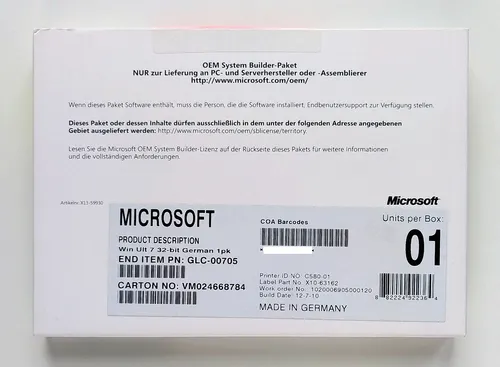 OEM System Builder-Paket
NUR zur Lieferung an PC- und Serverhersteller oder -Assemblierer
http://www.microsoft.com/oem/
Wenn dieses Paket Software enthält, muss die Person, die die Software installiert, Endbenutzersupport zur Verfügung stellen.
Dieses Paket oder dessen Inhalte dürfen ausschließlich in dem unter der folgenden Adresse angegebenen
Gebiet ausgeliefert werden: http://www.microsoft.com/oem/sblicense/territory.
Lesen Sie die Microsoft OEM System Builder-Lizenz auf der Rückseite dieses Pakets für weitere Informationen
und die vollständigen Anforderungen.
Microsoft
MICROSOFT
PRODUCT DESCRIPTION
Win Ult 7 32-bit German 1pk
END ITEM PN: GLC-00705
CARTON NO: VM024668784
COA Barcodes
Units per Box:
01
Printer ID NO: C580-01
Label Part No: X10-63162
Work order No: 1020006905000120
Build Date: 12-7-10
MADE IN GERMANY
8 82224 92236 4